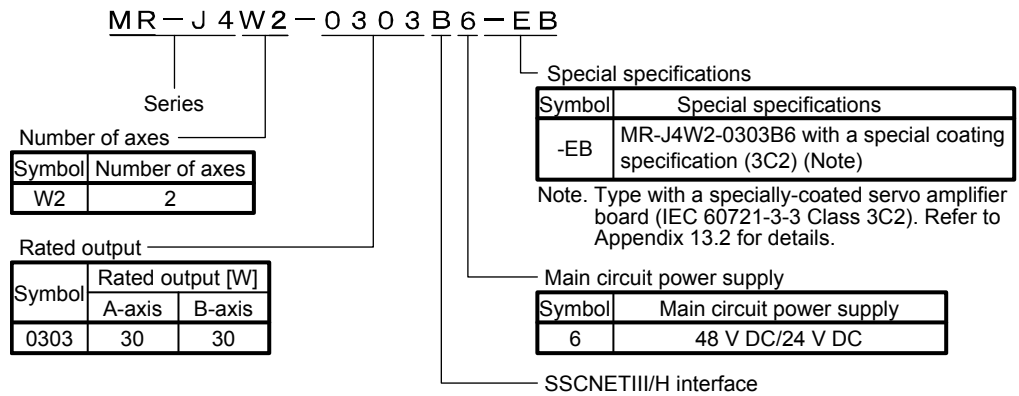 MR-J4W2-0303B6-EB
Special specifications
Symbol Special specifications
-EB MR-J4W2-0303B6 with a special coating
specification (3C2) (Note)
Note. Type with a specially-coated servo amplifier
board (IEC 60721-3-3 Class 3C2). Refer to
Appendix 13.2 for details.
Series
Number of axes
Symbol Number of axes
W2 2
Rated output
Symbol Rated output [W]
A-axis B-axis
0303 30 30
Main circuit power supply
Symbol Main circuit power supply
6 48 V DC/24 V DC
SSCNETIII/H interface